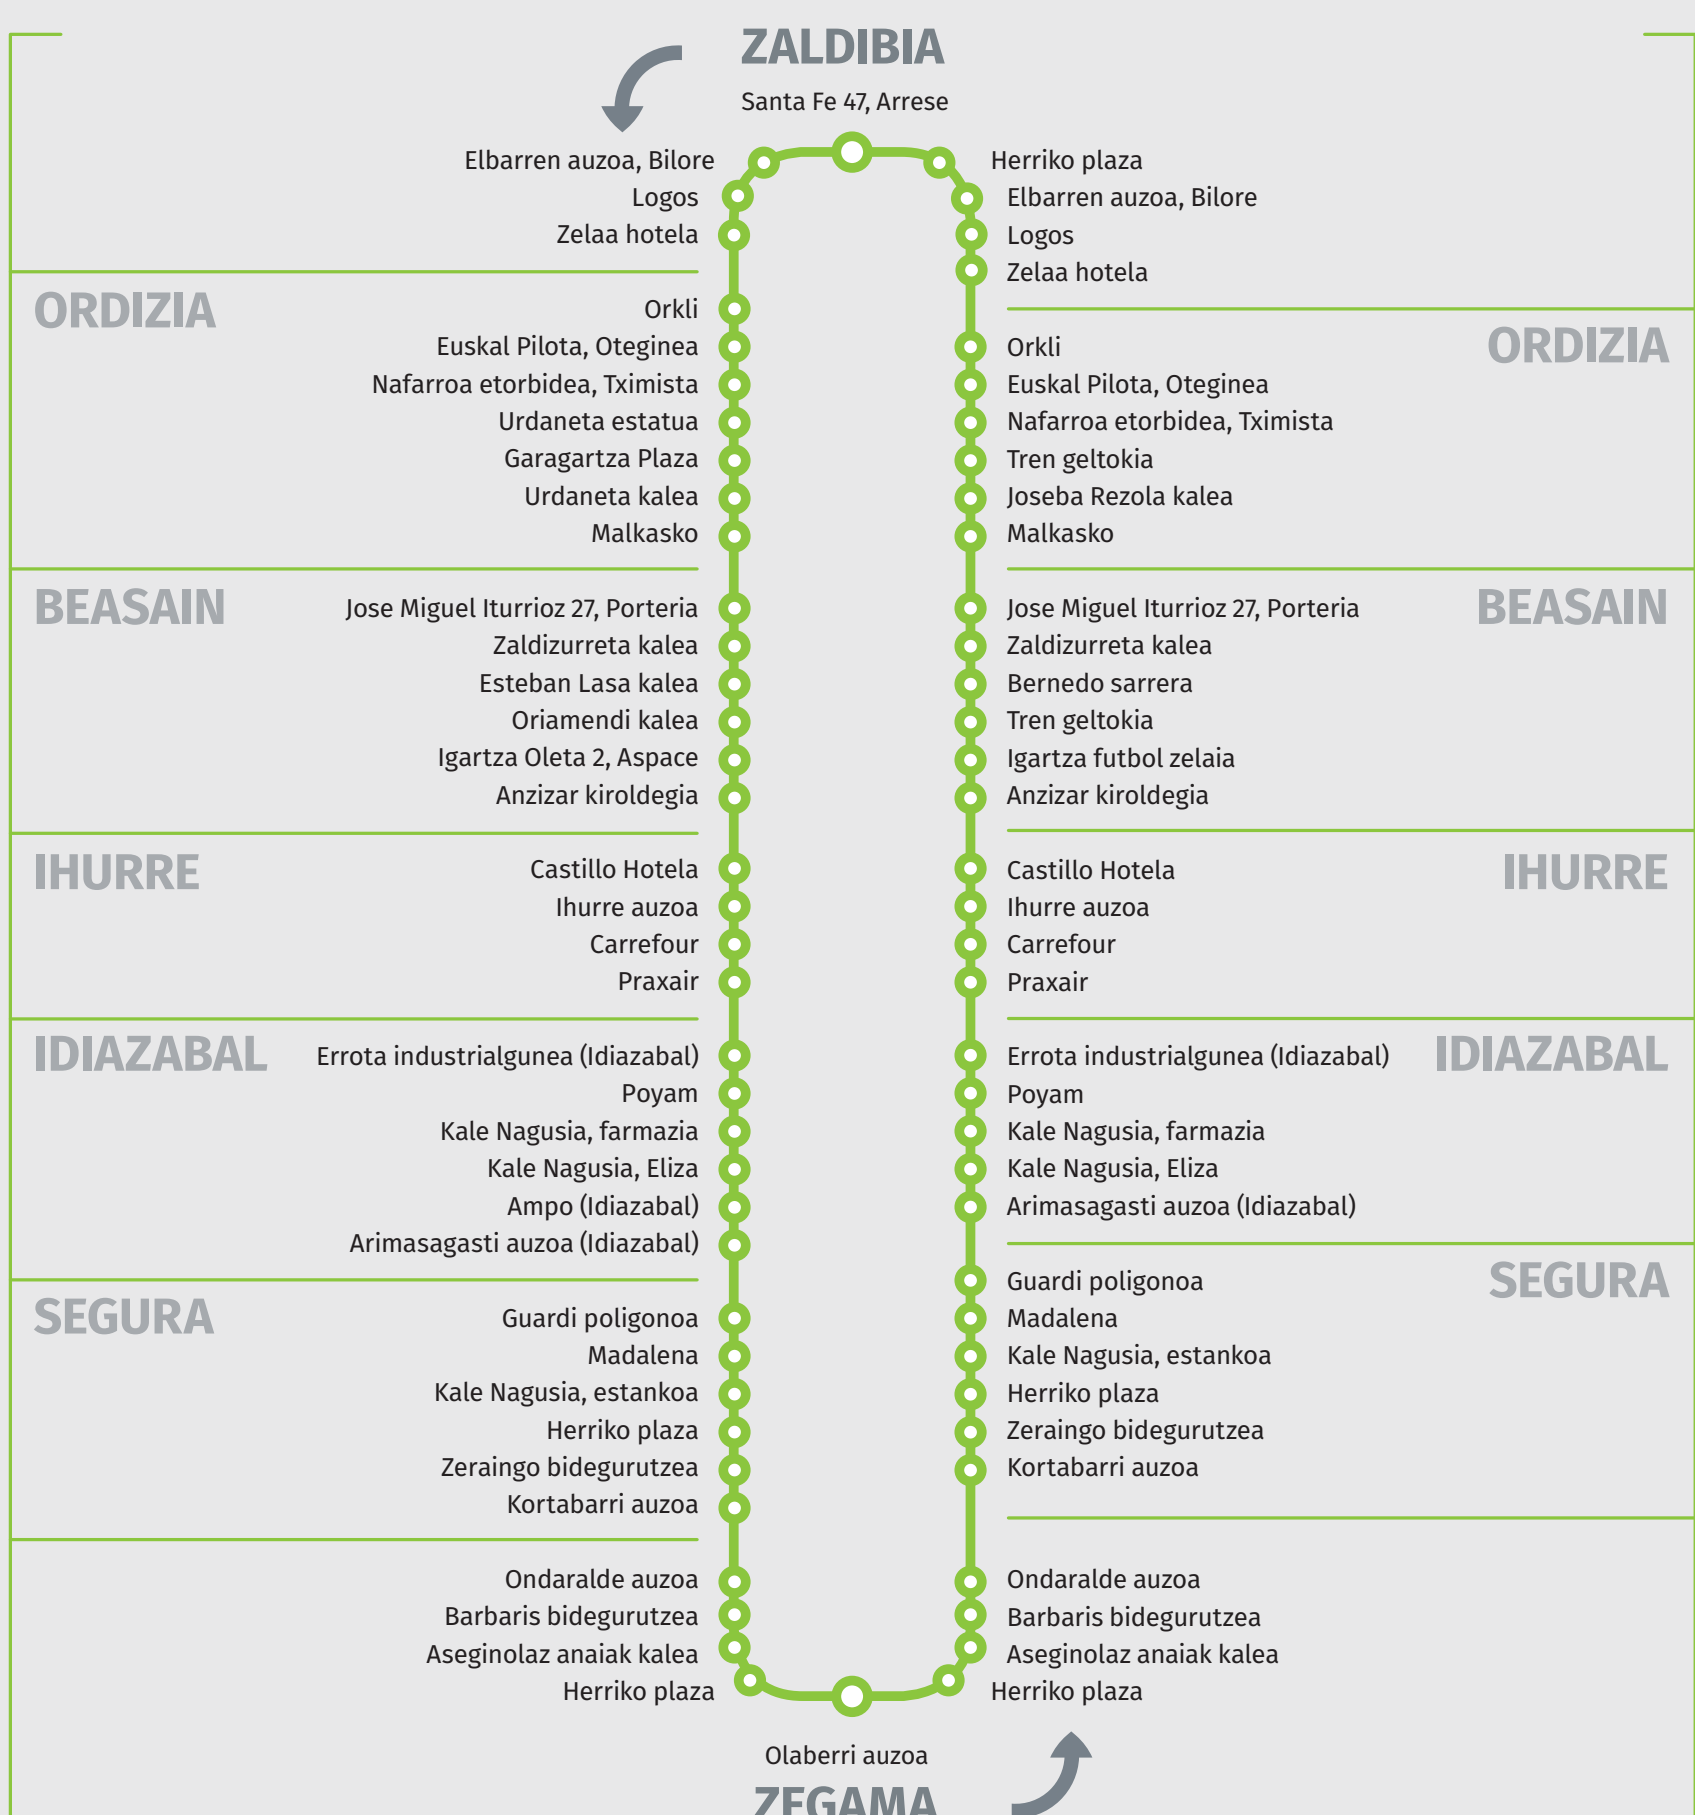 ZALDIBIA
Santa Fe 47, Arrese
Elbarren auzoa, Bilore
Logos
Zelaa hotela
ORDIZIA
Orkli
Euskal Pilota, Oteginea
Nafarroa etorbidea, Tximista
Urdaneta estatua
Garagartza Plaza
Urdaneta kalea
Malkasko
BEASAIN
Jose Miguel Iturrioz 27, Porteria
Zaldizurreta kalea
Esteban Lasa kalea
Oriamendi kalea
Igartza Oleta 2, Aspace
Anzizar kiroldegia
IHURRE
Castillo Hotela
Ihurre auzoa
Carrefour
Praxair
IDIAZABAL
Errota industrialgunea (Idiazabal)
Poyam
Kale Nagusia, farmazia
Kale Nagusia, Eliza
Ampo (Idiazabal)
Arimasagasti auzoa (Idiazabal)
SEGURA
Guardi poligonoa
Madalena
Kale Nagusia, estankoa
Herriko plaza
Zeraingo bidegurutzea
Kortabarri auzoa
Ondaralde auzoa
Barbaris bidegurutzea
Aseginolaz anaiak kalea
Herriko plaza
Herriko plaza
Elbarren auzoa, Bilore
Logos
Zelaa hotela
ORDIZIA
Orkli
Euskal Pilota, Oteginea
Nafarroa etorbidea, Tximista
Tren geltokia
Joseba Rezola kalea
Malkasko
BEASAIN
Jose Miguel Iturrioz 27, Porteria
Zaldizurreta kalea
Bernedo sarrera
Tren geltokia
Igartza futbol zelaia
Anzizar kiroldegia
IHURRE
Castillo Hotela
Ihurre auzoa
Carrefour
Praxair
IDIAZABAL
Errota industrialgunea (Idiazabal)
Poyam
Kale Nagusia, farmazia
Kale Nagusia, Eliza
Arimasagasti auzoa (Idiazabal)
SEGURA
Guardi poligonoa
Madalena
Kale Nagusia, estankoa
Herriko plaza
Zeraingo bidegurutzea
Kortabarri auzoa
Ondaralde auzoa
Barbaris bidegurutzea
Aseginolaz anaiak kalea
Herriko plaza
Olaberri auzoa
ZEGAMA